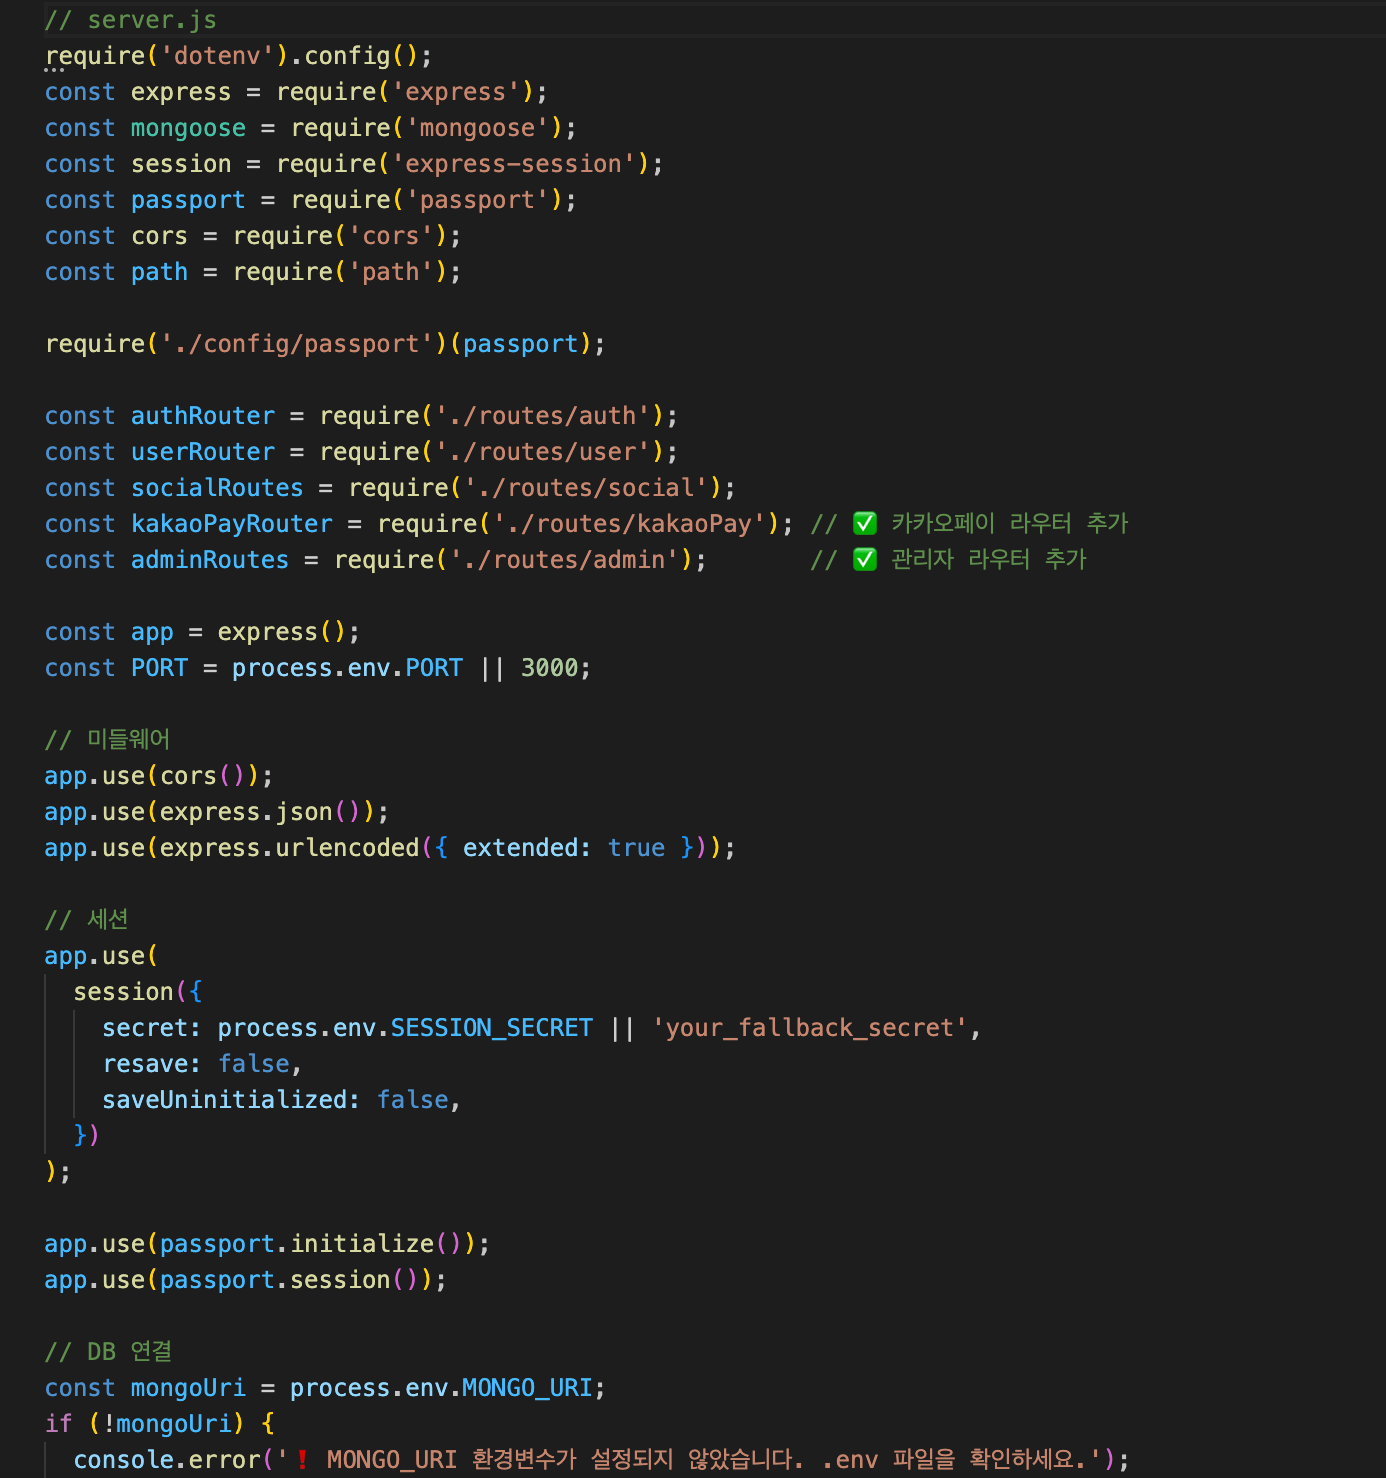 // server.js
require('dotenv').config();
const express = require('express');
const mongoose = require('mongoose');
const session = require('express-session');
const passport = require('passport');
const cors = require('cors');
const path = require('path');
require('./config/passport')(passport);
const authRouter = require('./routes/auth');
const userRouter = require('./routes/user');
const socialRoutes = require('./routes/social');
const kakaoPayRouter = require('./routes/kakaoPay'); // ✅ 카카오페이 라우터 추가
const adminRoutes = require('./routes/admin');       // ✅ 관리자 라우터 추가
const app = express();
const PORT = process.env.PORT || 3000;
// 미들웨어
app.use(cors());
app.use(express.json());
app.use(express.urlencoded({ extended: true }));
// 세션
app.use(
  session({
    secret: process.env.SESSION_SECRET || 'your_fallback_secret',
    resave: false,
    saveUninitialized: false,
  })
);
app.use(passport.initialize());
app.use(passport.session());
// DB 연결
const mongoUri = process.env.MONGO_URI;
if (!mongoUri) {
  console.error('❗ MONGO_URI 환경변수가 설정되지 않았습니다. .env 파일을 확인하세요.');